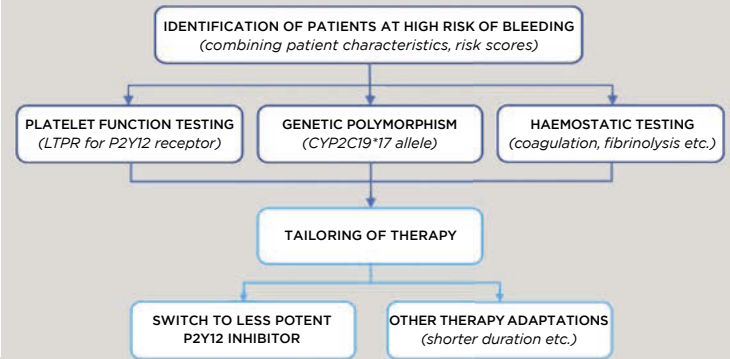 IDENTIFICATION OF PATIENTS AT HIGH RISK OF BLEEDING
(combining patient characteristics, risk scores)
PLATELET FUNCTION TESTING
(LTPR for P2Y12 receptor)
GENETIC POLYMORPHISM
(CYP2C19*17 allele)
HAEMOSTATIC TESTING
(coagulation, fibrinolysis etc.)
TAILORING OF THERAPY
SWITCH TO LESS POTENT
P2Y12 INHIBITOR
OTHER THERAPY ADAPTATIONS
(shorter duration etc.)